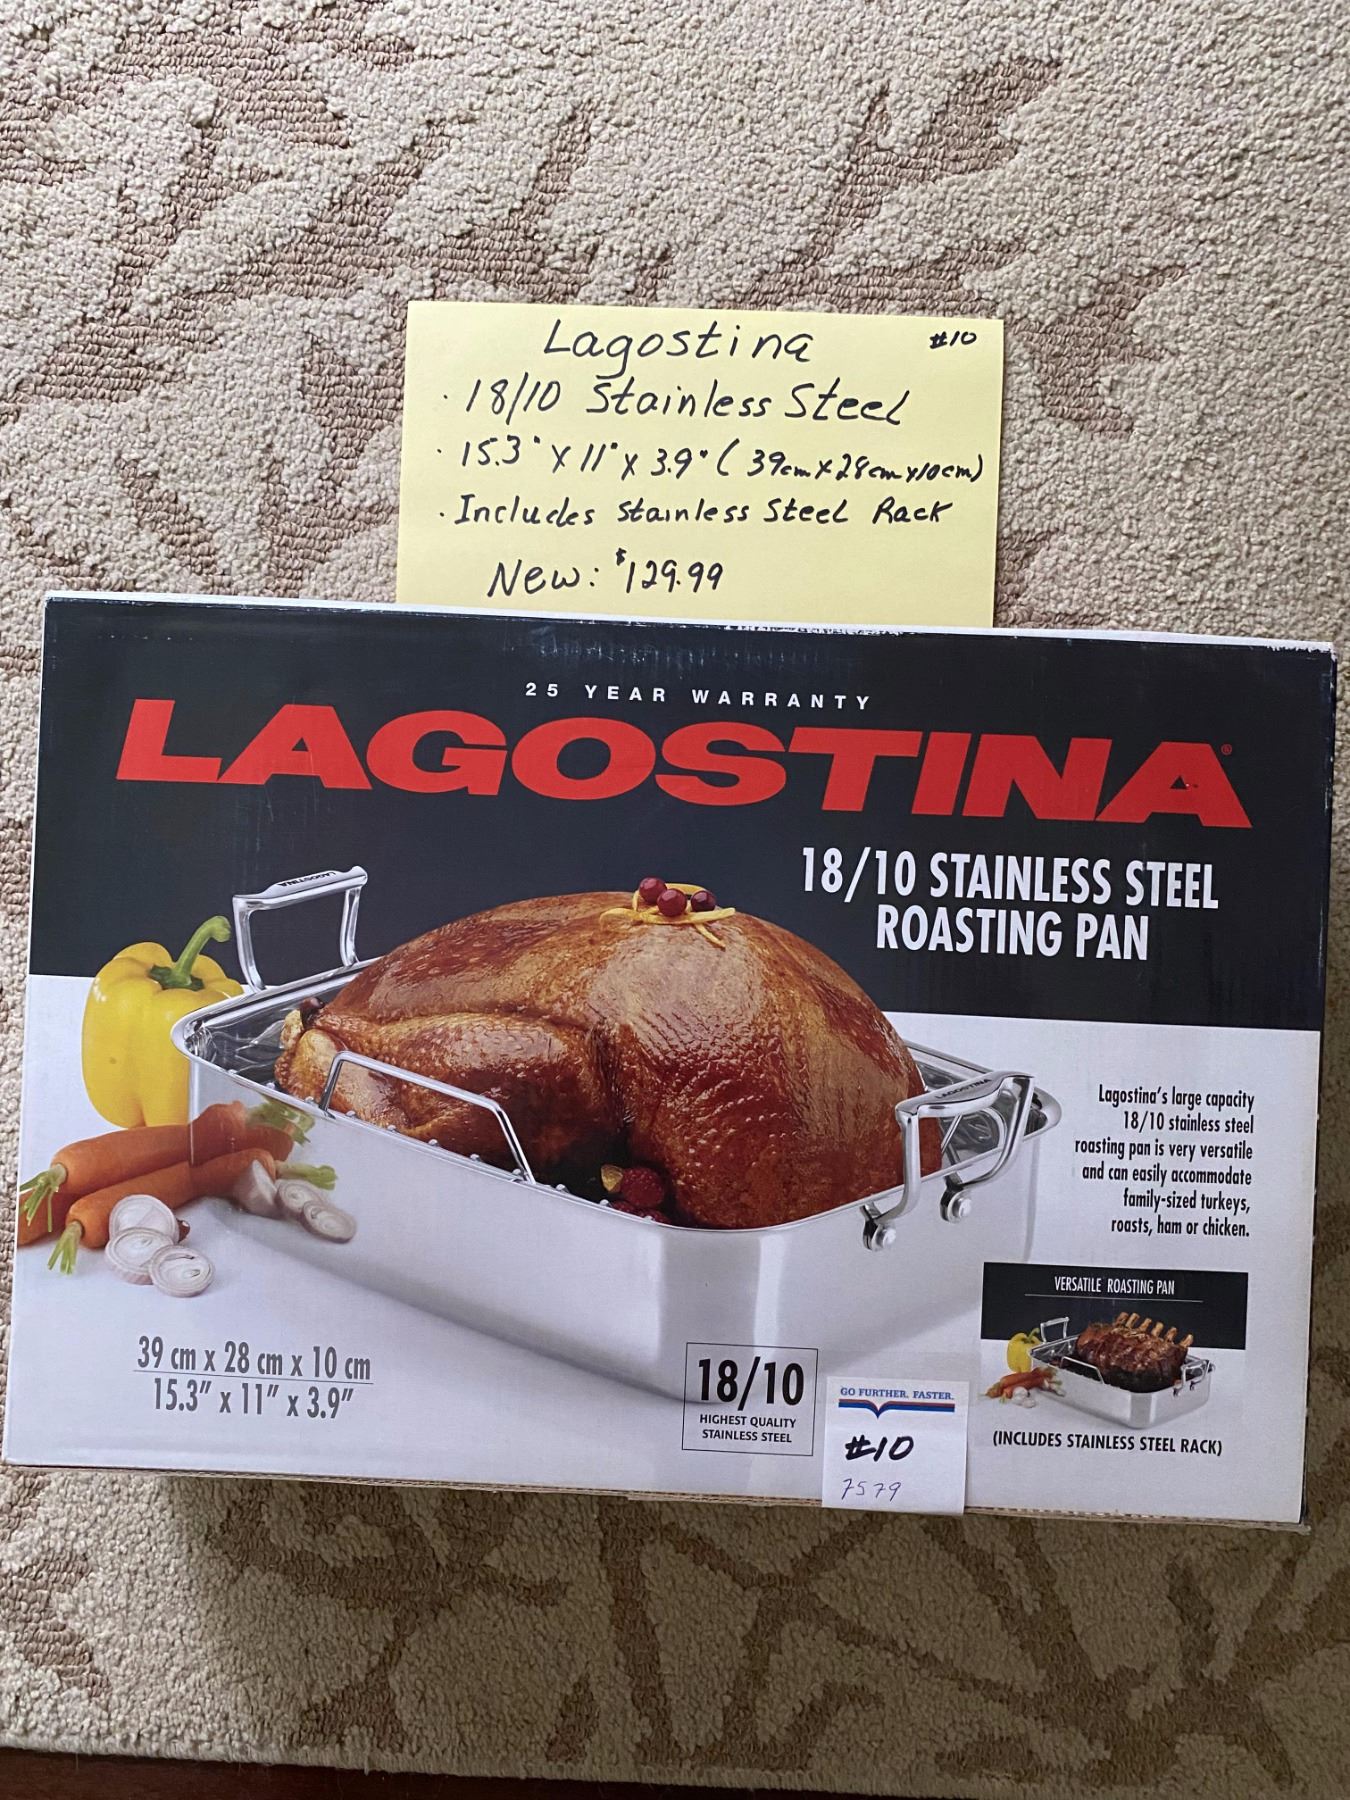 Lagostina #10
· 18/10 Stainless Steel
· 15.3" x 11" x 3.9" (39cm x 28cm x 10cm)
· Includes Stainless Steel Rack
New: $129.99
25 YEAR WARRANTY
LAGOSTINA®
18/10 STAINLESS STEEL
ROASTING PAN
LAGOSTINA
LAGOSTINA
Lagostina's large capacity
18/10 stainless steel
roasting pan is very versatile
and can easily accommodate
family-sized turkeys,
roasts, ham or chicken.
VERSATILE ROASTING PAN
(INCLUDES STAINLESS STEEL RACK)
39 cm x 28 cm x 10 cm
15.3" x 11" x 3.9"
18/10
HIGHEST QUALITY
STAINLESS STEEL
GO FURTHER. FASTER.
#10
7579